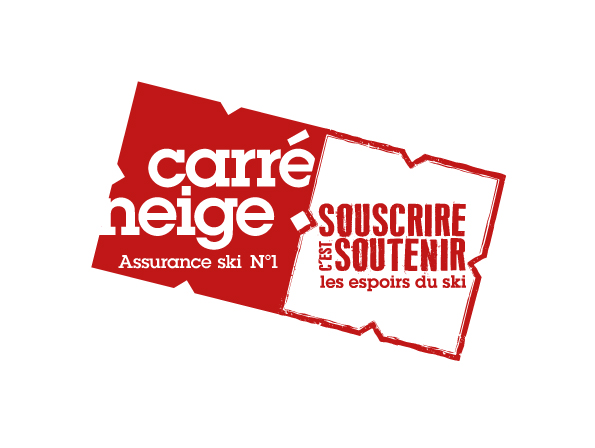 carré
neige
Assurance ski N°1
SOUSCRIRE
C'EST SOUTENIR
les espoirs du ski